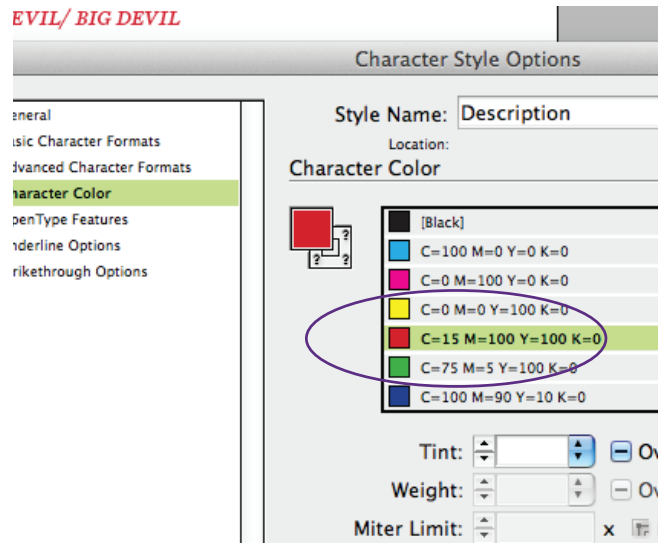 EVIL/ BIG DEVIL
Character Style Options
Style Name: Description
Location:
Character Color
eneral
asic Character Formats
dvanced Character Formats
haracter Color
penType Features
nderline Options
rikethrough Options
? ? ?
[Black]
C=100 M=0 Y=0 K=0
C=0 M=100 Y=0 K=0
C=0 M=0 Y=100 K=0
C=15 M=100 Y=100 K=0
C=75 M=5 Y=100 K=0
C=100 M=90 Y=10 K=0
Tint: Ov
Weight: Ov
Miter Limit: x